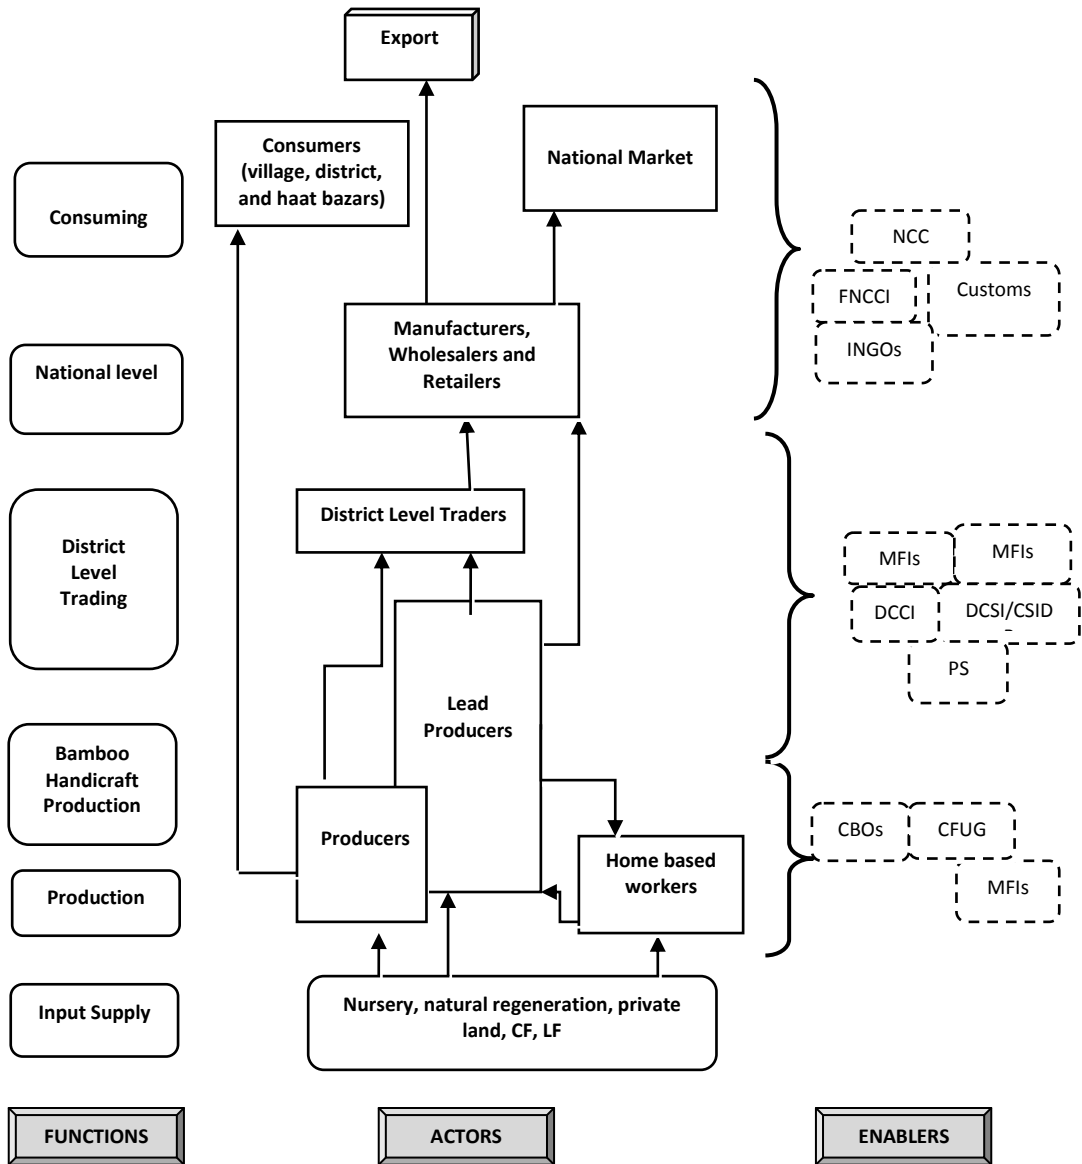 Export
Consumers
(village, district,
and haat bazars)
National Market
Consuming
NCC
FNCCI
Customs
INGOs
Manufacturers,
Wholesalers and
Retailers
National level
District Level Traders
District
Level
Trading
MFIs
MFIs
DCCI
DCSI/CSID
PS
Lead
Producers
Bamboo
Handicraft
Production
Producers
Home based
workers
CBOs
CFUG
MFIs
Production
Input Supply
Nursery, natural regeneration, private
land, CF, LF
FUNCTIONS
ACTORS
ENABLERS